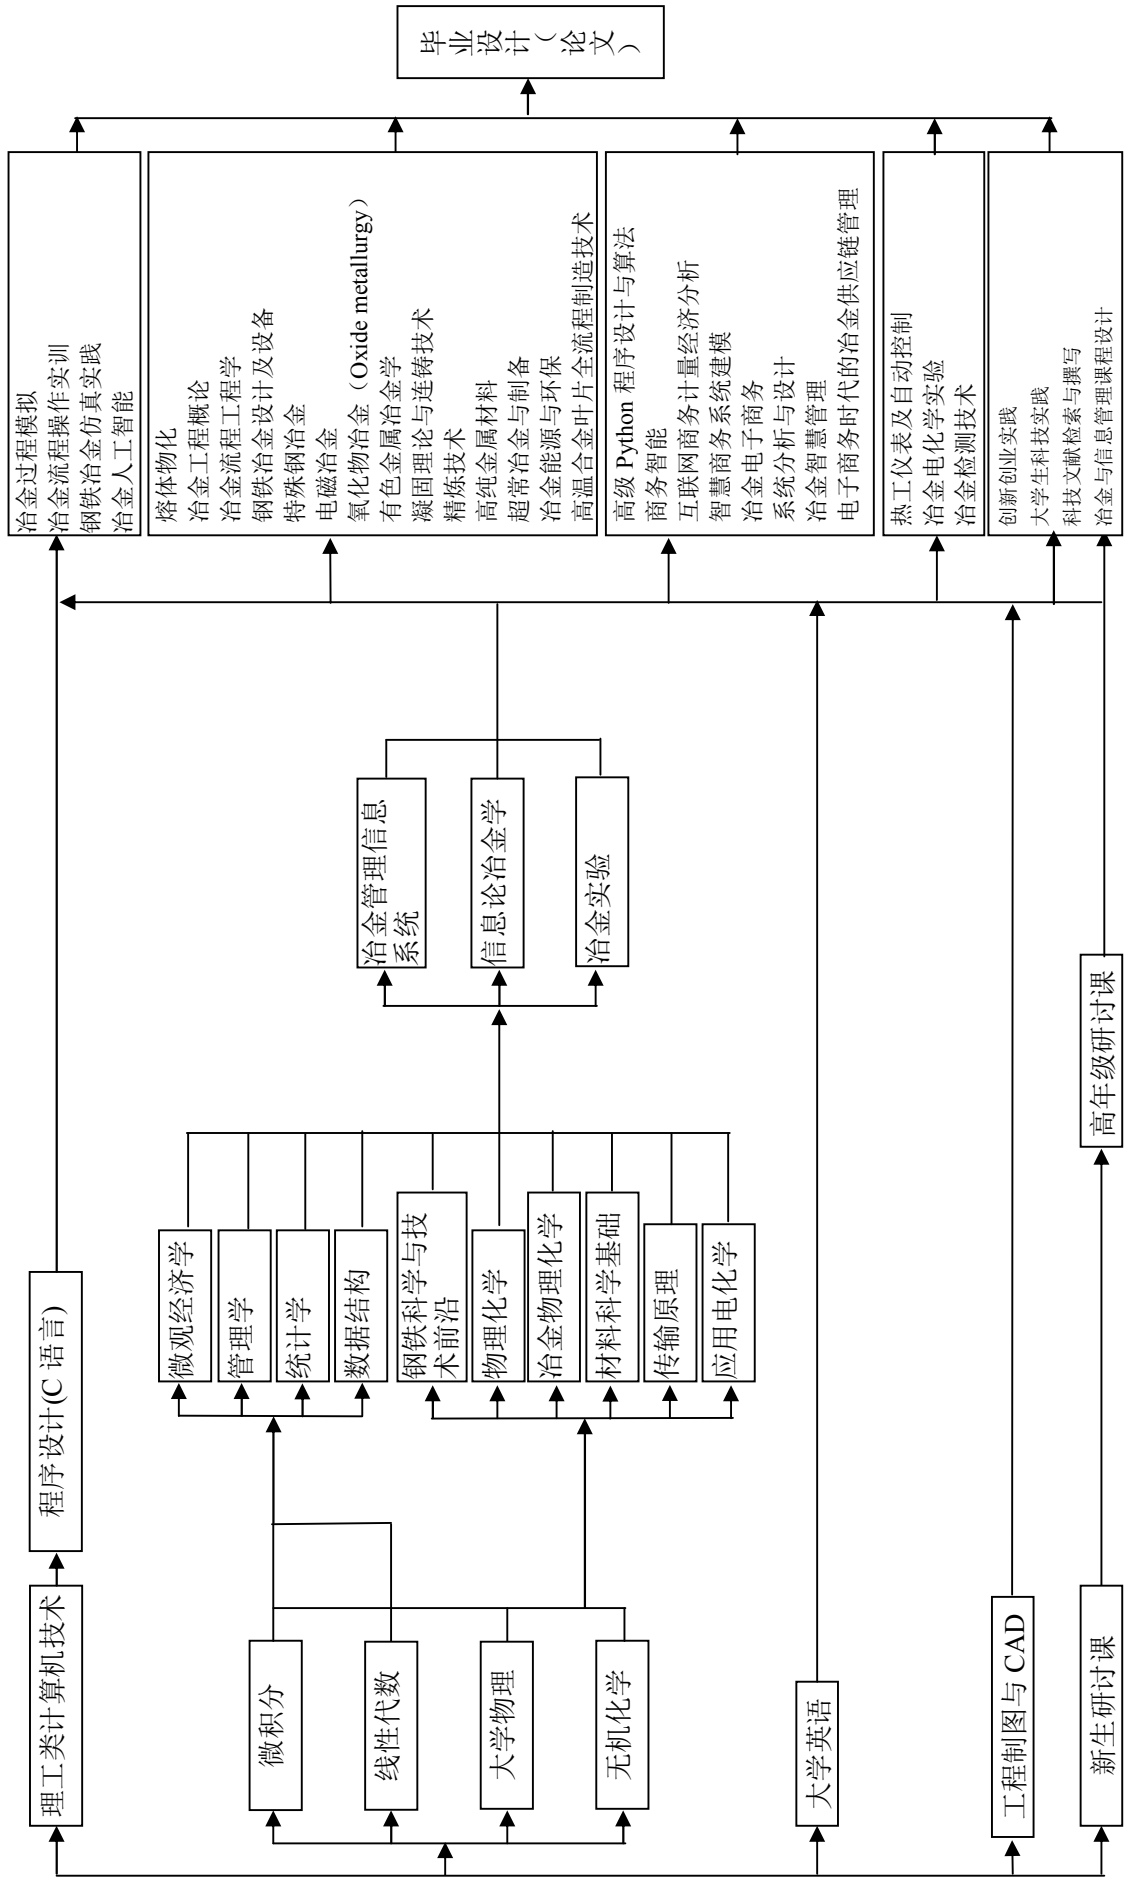 理工类计算机技术
程序设计(C 语言)
微积分
线性代数
大学物理
无机化学
大学英语
工程制图与 CAD
新生研讨课
高年级研讨课
微观经济学
管理学
统计学
数据结构
钢铁科学与技
术前沿
物理化学
冶金物理化学
材料科学基础
传输原理
应用电化学
冶金管理信息
系统
信息论冶金学
冶金实验
冶金过程模拟
冶金流程操作实训
钢铁冶金仿真实践
冶金人工智能
熔体物化
冶金工程概论
冶金流程工程学
钢铁冶金设计及设备
特殊钢冶金
电磁冶金
氧化物冶金（Oxide metallurgy）
有色金属冶金学
凝固理论与连铸技术
精炼技术
高纯金属材料
超常冶金与制备
冶金能源与环保
高温合金叶片全流程制造技术
高级 Python 程序设计与算法
商务智能
互联网商务计量经济分析
智慧商务系统建模
冶金电子商务
系统分析与设计
冶金智慧管理
电子商务时代的冶金供应链管理
热工仪表及自动控制
冶金电化学实验
冶金检测技术
创新创业实践
大学生科技实践
科技文献检索与撰写
冶金与信息管理课程设计
毕业设计（论文）